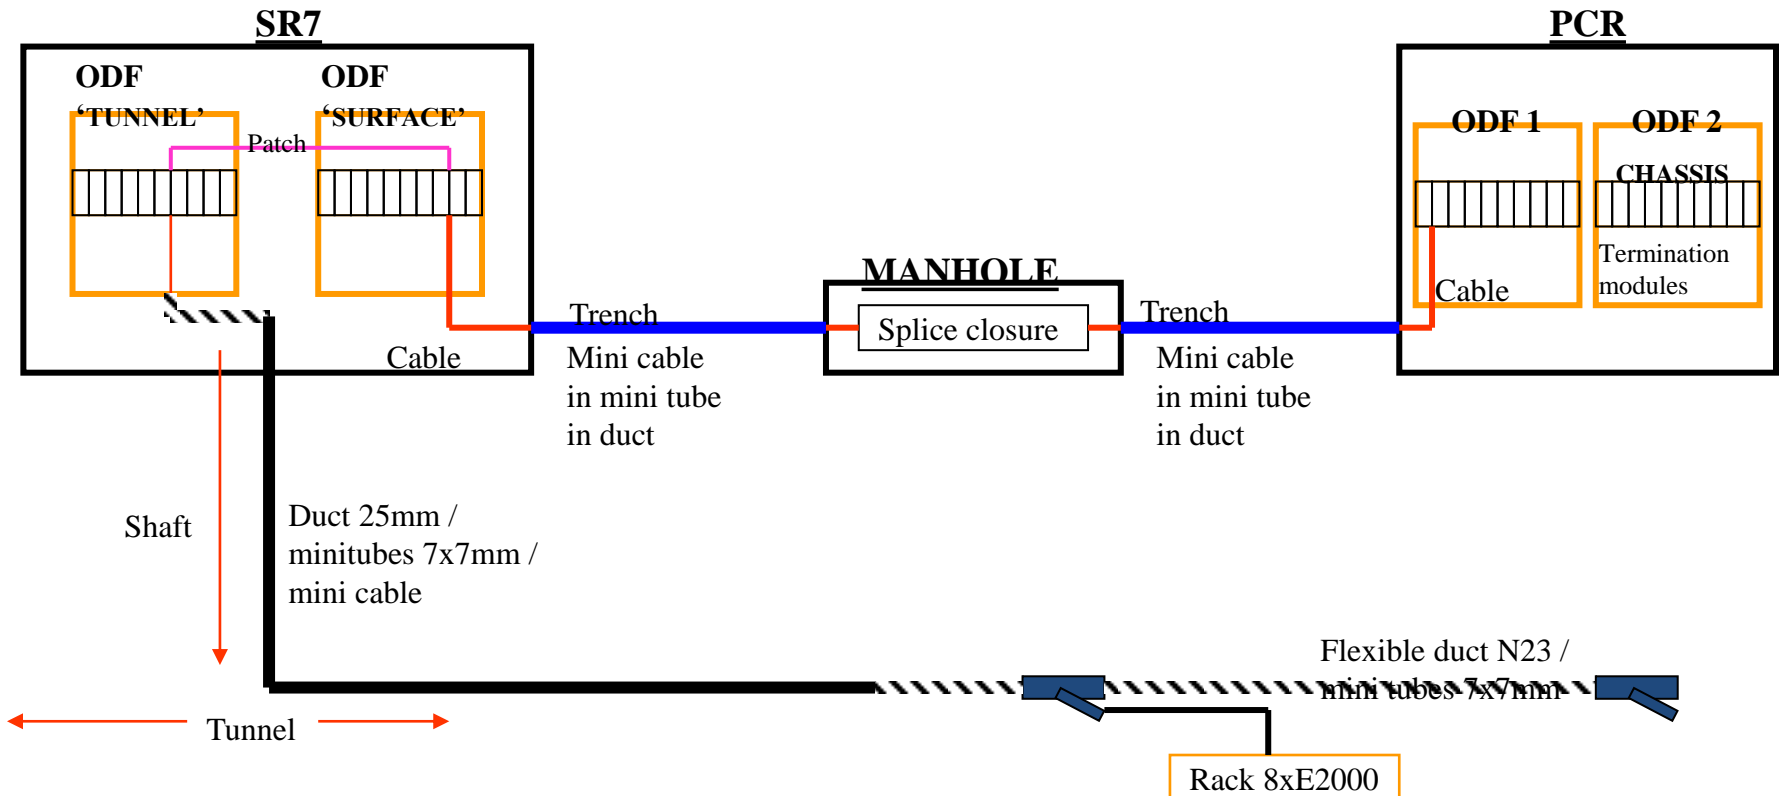 SR7
PCR
ODF
‘TUNNEL’
ODF
‘SURFACE’
Patch
ODF 1
ODF 2
CHASSIS
Termination
modules
Cable
MANHOLE
Splice closure
Trench
Mini cable
in mini tube
in duct
Trench
Mini cable
in mini tube
in duct
Cable
Shaft
Duct 25mm /
minitubes 7x7mm /
mini cable
Flexible duct N23 /
mini tubes 7x7mm
Tunnel
Rack 8xE2000